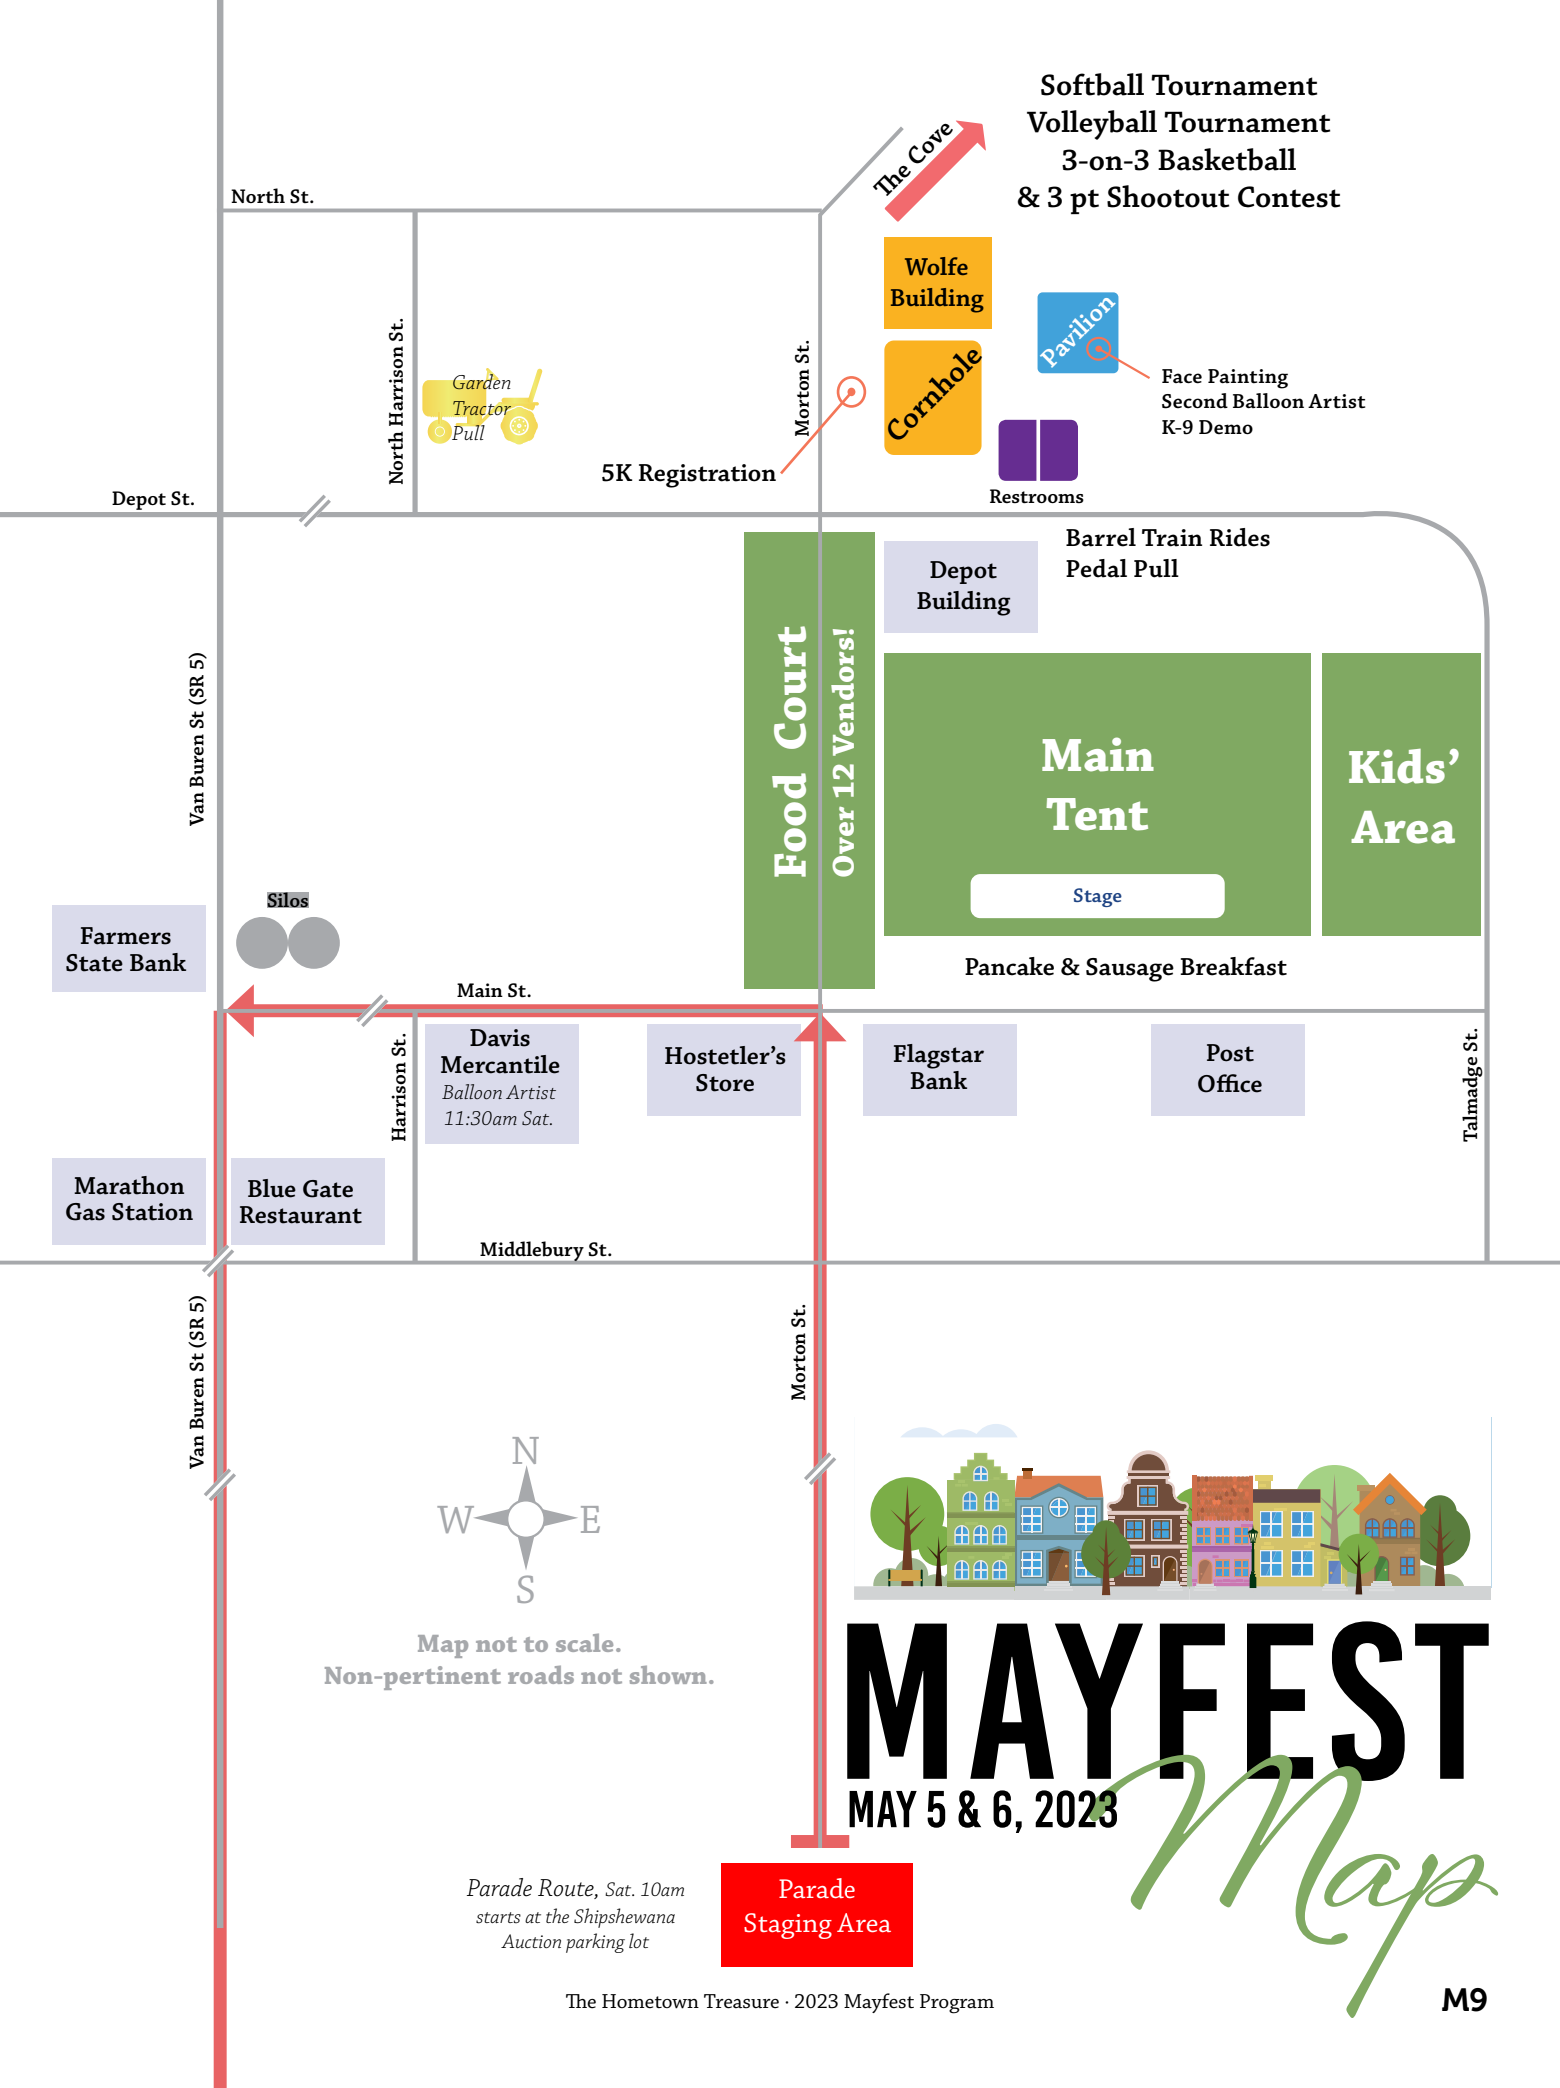 Softball Tournament
Volleyball Tournament
3-on-3 Basketball
& 3 pt Shootout Contest
The Cove
North St.
Wolfe
Building
Pavilion
Cornhole
Face Painting
Second Balloon Artist
K-9 Demo
North Harrison St.
Garden
Tractor
Pull
Morton St.
5K Registration
Restrooms
Depot St.
Barrel Train Rides
Pedal Pull
Depot
Building
Van Buren St (SR 5)
Food Court
Over 12 Vendors!
Main
Tent
Kids’
Area
Stage
Silos
Farmers
State Bank
Pancake & Sausage Breakfast
Main St.
Harrison St.
Davis
Mercantile
Balloon Artist
11:30am Sat.
Hostetler’s
Store
Flagstar
Bank
Post
Office
Talmadge St.
Marathon
Gas Station
Blue Gate
Restaurant
Middlebury St.
Van Buren St (SR 5)
Morton St.
N
W E
S
Map not to scale.
Non-pertinent roads not shown.
MAYFEST
MAY 5 & 6, 2023
Map
Parade Route, Sat. 10am
starts at the Shipshewana
Auction parking lot
Parade
Staging Area
The Hometown Treasure · 2023 Mayfest Program
M9